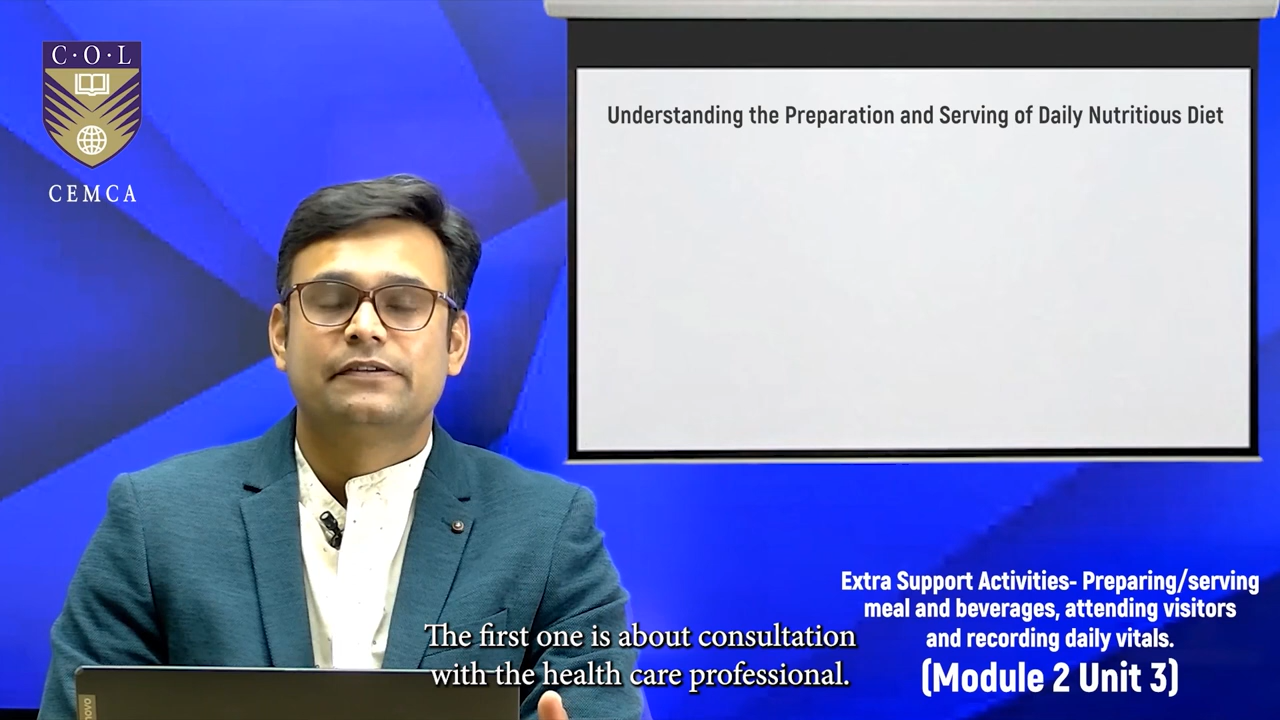 C·O·L
CEMCA
Understanding the Preparation and Serving of Daily Nutritious Diet
The first one is about consultation
with the health care professional.
Extra Support Activities- Preparing/serving
meal and beverages, attending visitors
and recording daily vitals.
(Module 2 Unit 3)